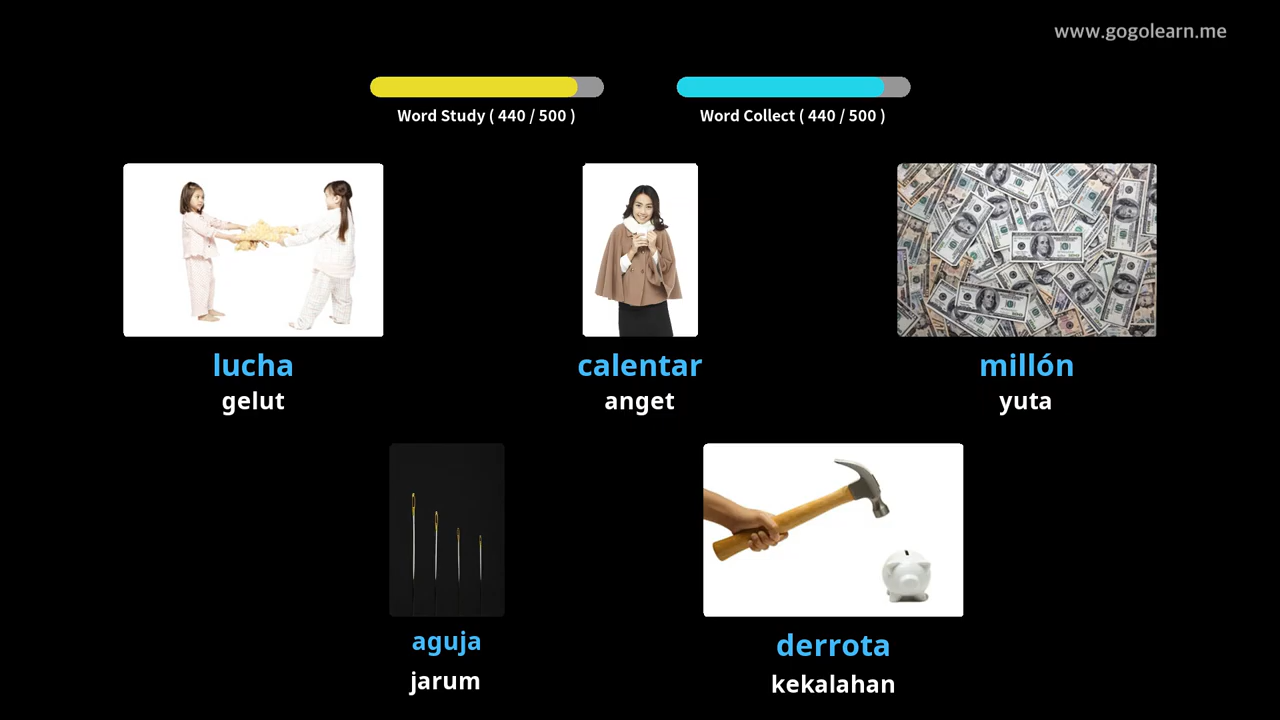 www.gogolearn.me
Word Study ( 440 / 500 )
Word Collect ( 440 / 500 )
lucha
gelut
calentar
anget
millón
yuta
aguja
jarum
derrota
kekalahan